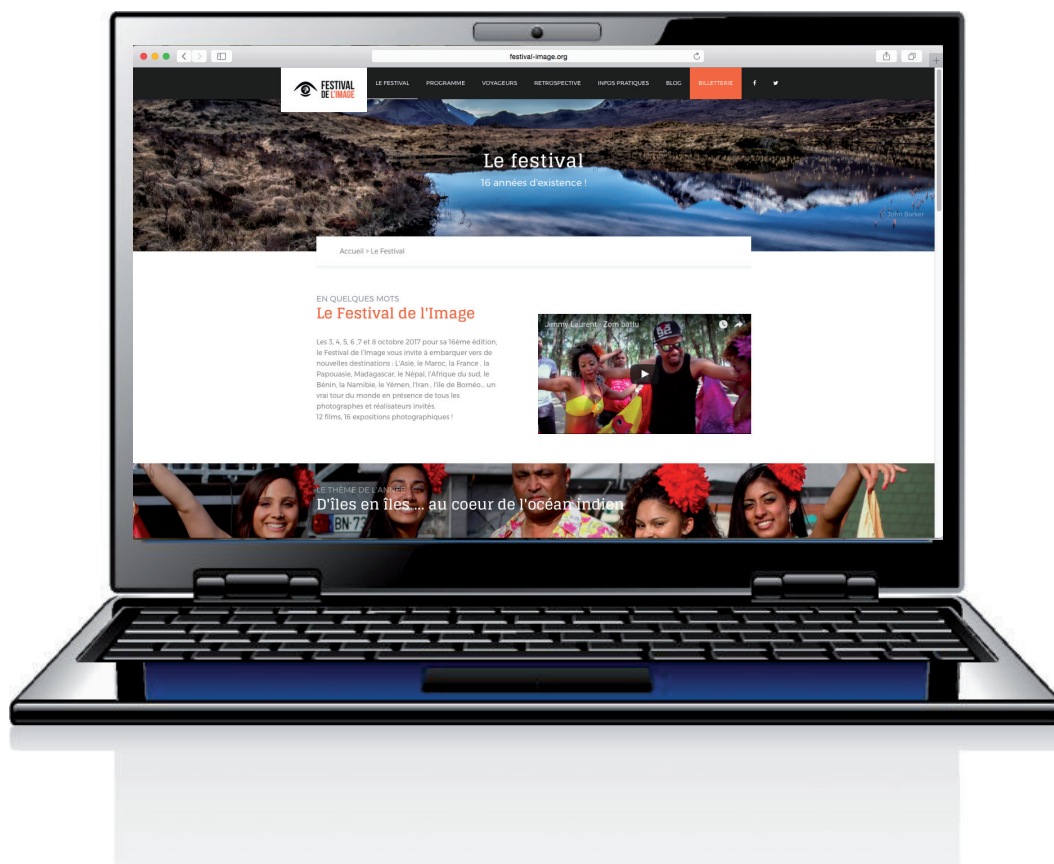 festival-image.org
FESTIVAL
DE L'IMAGE
LE FESTIVAL PROGRAMME VOYAGEURS RETROSPECTIVE INFOS PRATIQUES BLOG BILLETTERIE
Le festival
16 années d'existence !
© John Barker
Accueil > Le Festival
EN QUELQUES MOTS
Le Festival de l'Image
Les 3, 4, 5, 6 ,7 et 8 octobre 2017 pour sa 16ème édition,
le Festival de l'Image vous invite à embarquer vers de
nouvelles destinations : L'Asie, le Maroc, la France , la
Papouasie, Madagascar, le Népal, l'Afrique du sud, le
Bénin, la Namibie, le Yémen, l'Iran , l'île de Bornéo... un
vrai tour du monde en présence de tous les
photographes et réalisateurs invités.
12 films, 16 expositions photographiques !
Jimmy Laurent - Zom battu
LE THÈME DE L'ANNÉE
D'îles en îles ... au coeur de l'océan indien
BN-73